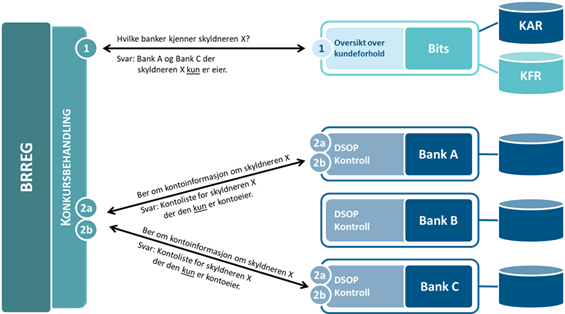 BRREG
KONKURSBEHANDLING
1
Hvilke banker kjenner skyldneren X?
Svar: Bank A og Bank C der
skyldneren X kun er eier.
1
Oversikt over
kundeforhold
Bits
KAR
KFR
2a
2b
Ber om kontoinformasjon om skyldneren X
Svar: Kontoliste for skyldneren X
der den kun er kontoeier.
2a
2b
DSOP
Kontroll
Bank A
DSOP
Kontroll
Bank B
Ber om kontoinformasjon om skyldneren X
Svar: Kontoliste for skyldneren X
der den kun er kontoeier.
2a
2b
DSOP
Kontroll
Bank C